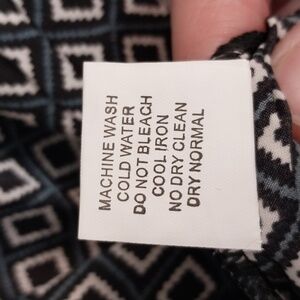 MACHINE WASH
COLD WATER
DO NOT BLEACH
COOL IRON
NO DRY CLEAN
DRY NORMAL